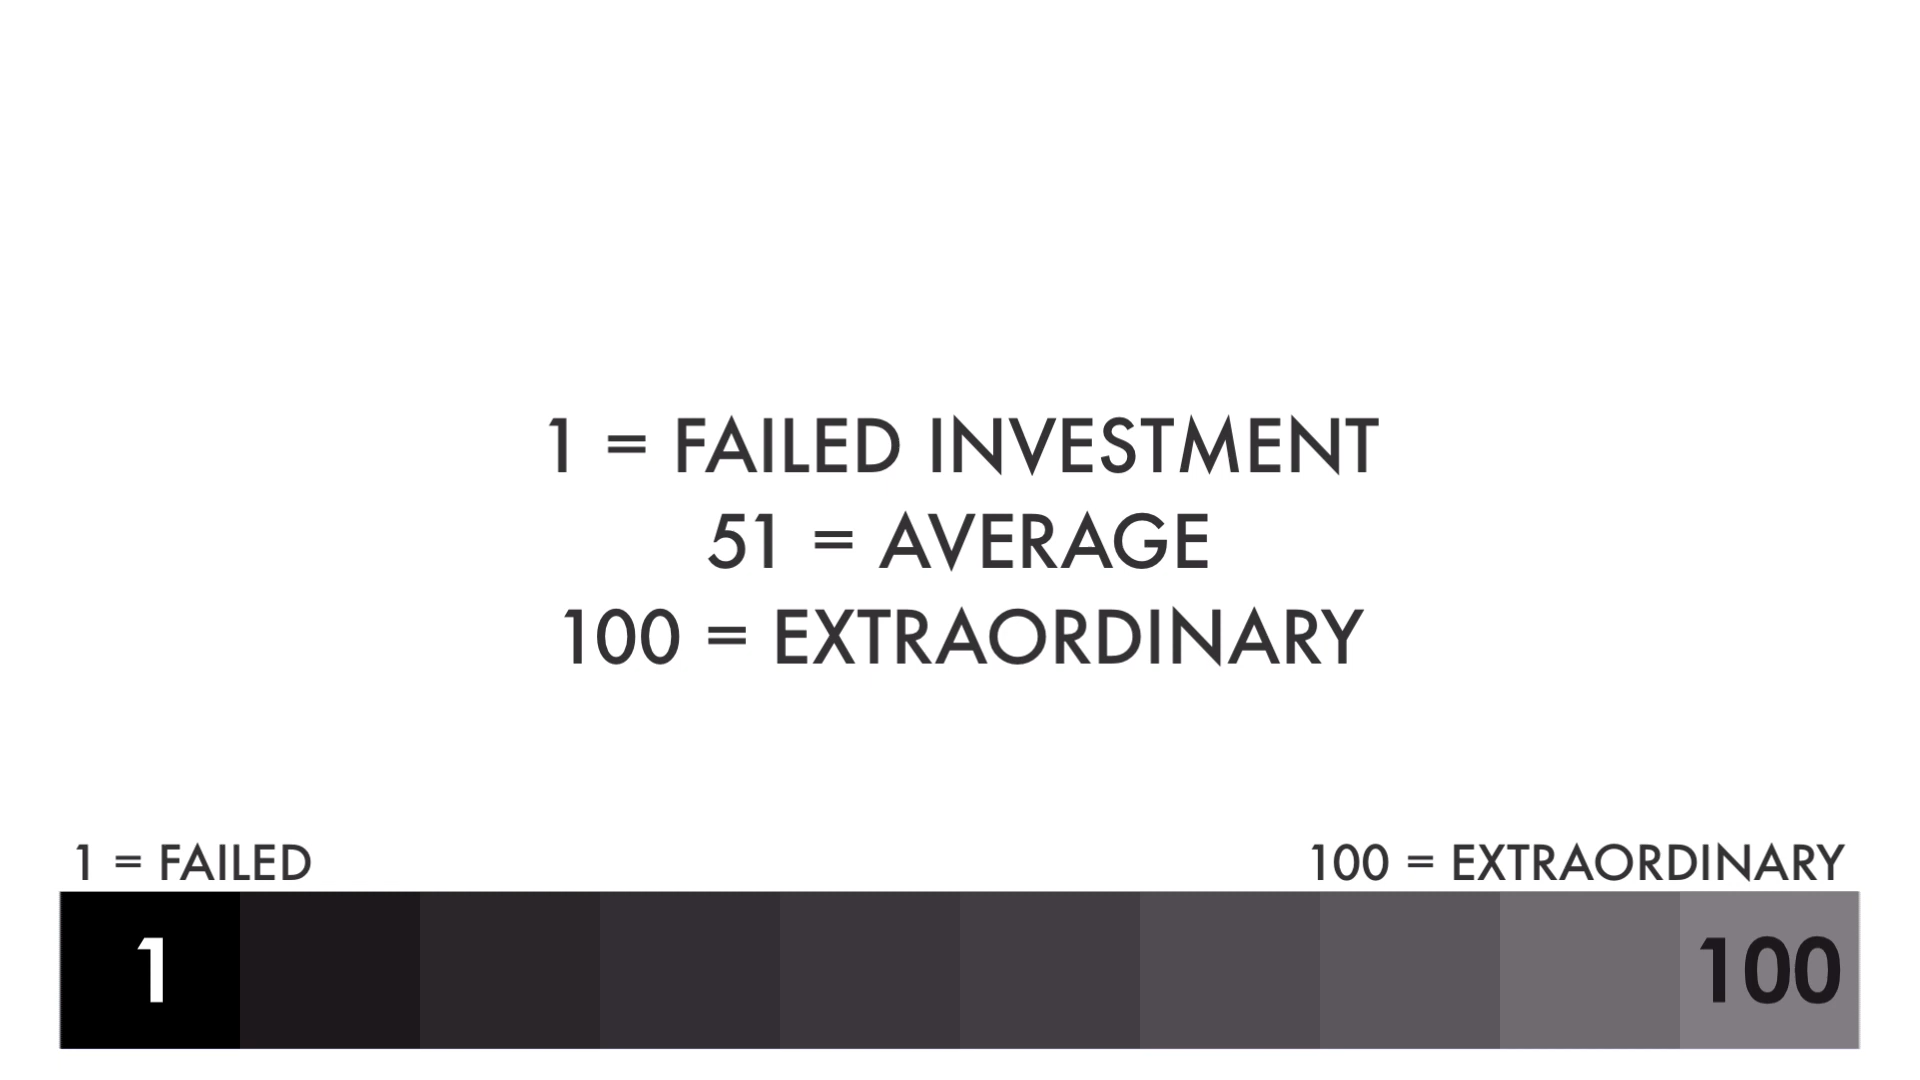 1 = FAILED INVESTMENT
51 = AVERAGE
100 = EXTRAORDINARY
1 = FAILED
100 = EXTRAORDINARY
1
100